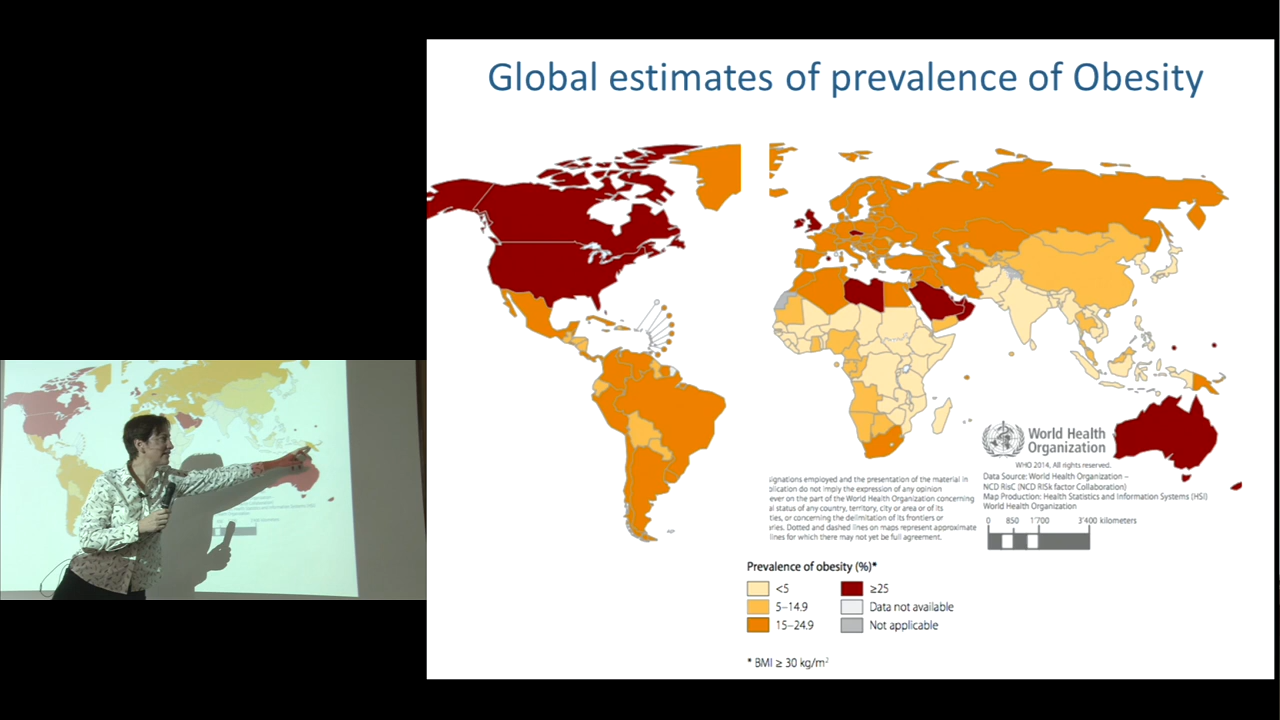 Global estimates of prevalence of Obesity
World Health
Organization
WHO 2014, All rights reserved.
Data Source: World Health Organization –
NCD RisC (NCD RISk factor Collaboration)
Map Production: Health Statistics and Information Systems (HSI)
World Health Organization
0 850 1'700 3'400 kilometers
ignations employed and the presentation of the material in
olication do not imply the expression of any opinion
ever on the part of the World Health Organization concerning
al status of any country, territory, city or area or of its
ties, or concerning the delimitation of its frontiers or
ries. Dotted and dashed lines on maps represent approximate
lines for which there may not yet be full agreement.
Prevalence of obesity (%)*
<5
5–14.9
15–24.9
≥25
Data not available
Not applicable
* BMI ≥ 30 kg/m²